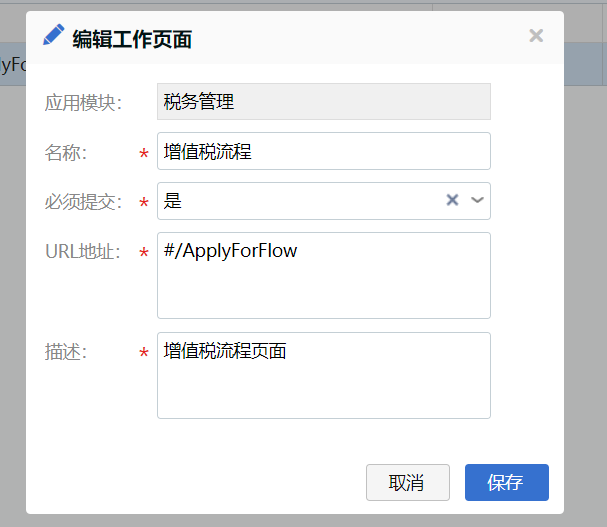 编辑工作页面
lyFo
应用模块：
税务管理
名称：
*
增值税流程
必须提交：
*
是
URL地址：
*
#/ApplyForFlow
描述：
*
增值税流程页面
取消
保存